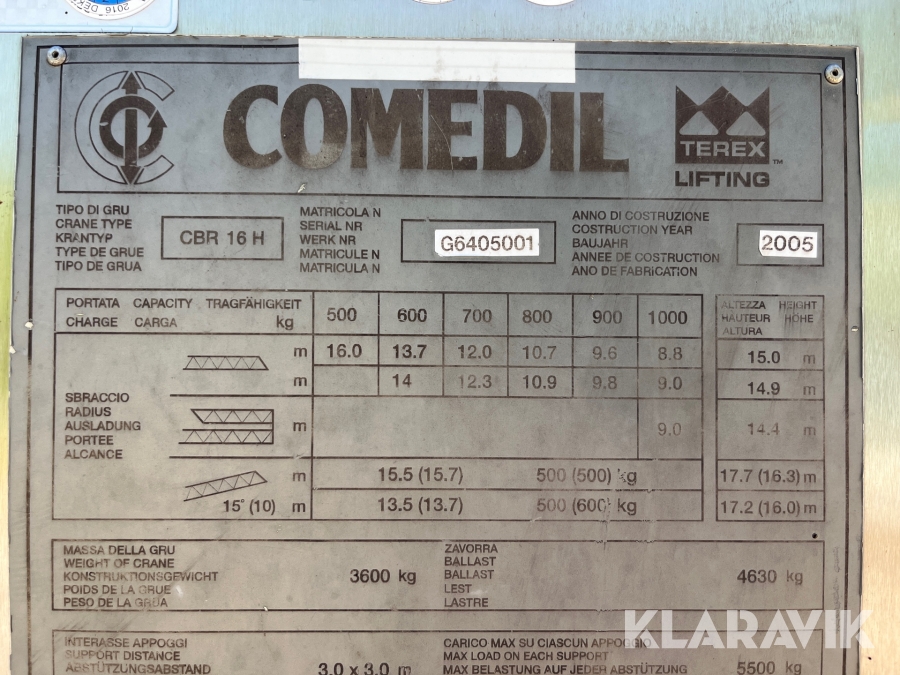 2016 DEK
COMEDIL
TEREX™
LIFTING
TIPO DI GRU
CRANE TYPE
KRANTYP
TYPE DE GRUE
TIPO DE GRUA
CBR 16 H
MATRICOLA N
SERIAL NR
WERK NR
MATRICULE N
MATRICULA N
G6405001
ANNO DI COSTRUZIONE
COSTRUCTION YEAR
BAUJAHR
ANNEE DE COSTRUCTION
ANO DE FABRICATION
2005
PORTATA CAPACITY TRAGFÄHIGKEIT
CHARGE CARGA kg
500 600 700 800 900 1000
ALTEZZA HEIGHT
HAUTEUR HÖHE
ALTURA
SBRACCIO
RADIUS
AUSLADUNG
PORTEE
ALCANCE
m 16.0 13.7 12.0 10.7 9.6 8.8 15.0 m
m 14 12.3 10.9 9.8 9.0 14.9 m
m 9.0 14.4 m
m 15.5 (15.7) 500 (500) kg 17.7 (16.3) m
15° (10) m 13.5 (13.7) 500 (600) kg 17.2 (16.0) m
MASSA DELLA GRU
WEIGHT OF CRANE
KONSTRUKTIONSGEWICHT
POIDS DE LA GRUE
PESO DE LA GRUA
3600 kg
ZAVORRA
BALLAST
BALLAST
LEST
LASTRE
4630 kg
INTERASSE APPOGGI
SUPPORT DISTANCE
ABSTÜTZUNGSABSTAND
3.0 x 3.0 m
CARICO MAX SU CIASCUN APPOGGIO
MAX LOAD ON EACH SUPPORT
MAX BELASTUNG AUF JEDER ABSTÜTZUNG
5500 kg
KLARAVIK